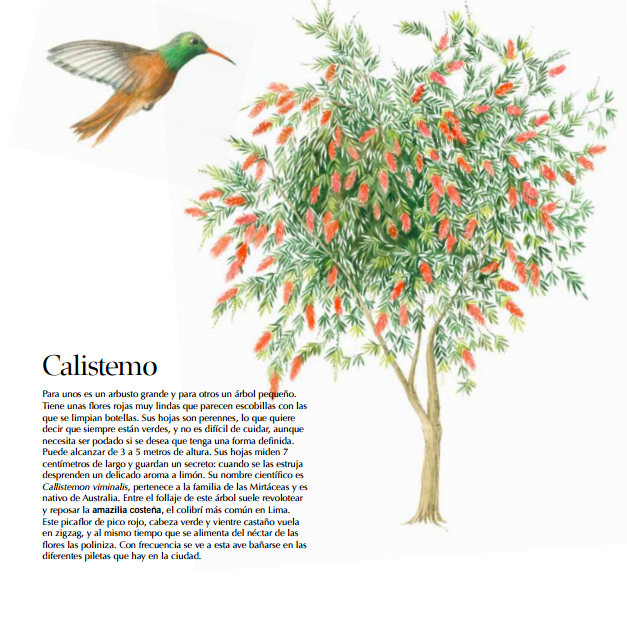 Calistemo
Para unos es un arbusto grande y para otros un árbol pequeño.
Tiene unas flores rojas muy lindas que parecen escobillas con las
que se limpian botellas. Sus hojas son perennes, lo que quiere
decir que siempre están verdes, y no es difícil de cuidar, aunque
necesita ser podado si se desea que tenga una forma definida.
Puede alcanzar de 3 a 5 metros de altura. Sus hojas miden 7
centímetros de largo y guardan un secreto: cuando se las estruja
desprenden un delicado aroma a limón. Su nombre científico es
Callistemon viminalis, pertenece a la familia de las Mirtáceas y es
nativo de Australia. Entre el follaje de este árbol suele revolotear
y reposar la amazilia costeña, el colibrí más común en Lima.
Este picaflor de pico rojo, cabeza verde y vientre castaño vuela
en zigzag, y al mismo tiempo que se alimenta del néctar de las
flores las poliniza. Con frecuencia se ve a esta ave bañarse en las
diferentes piletas que hay en la ciudad.